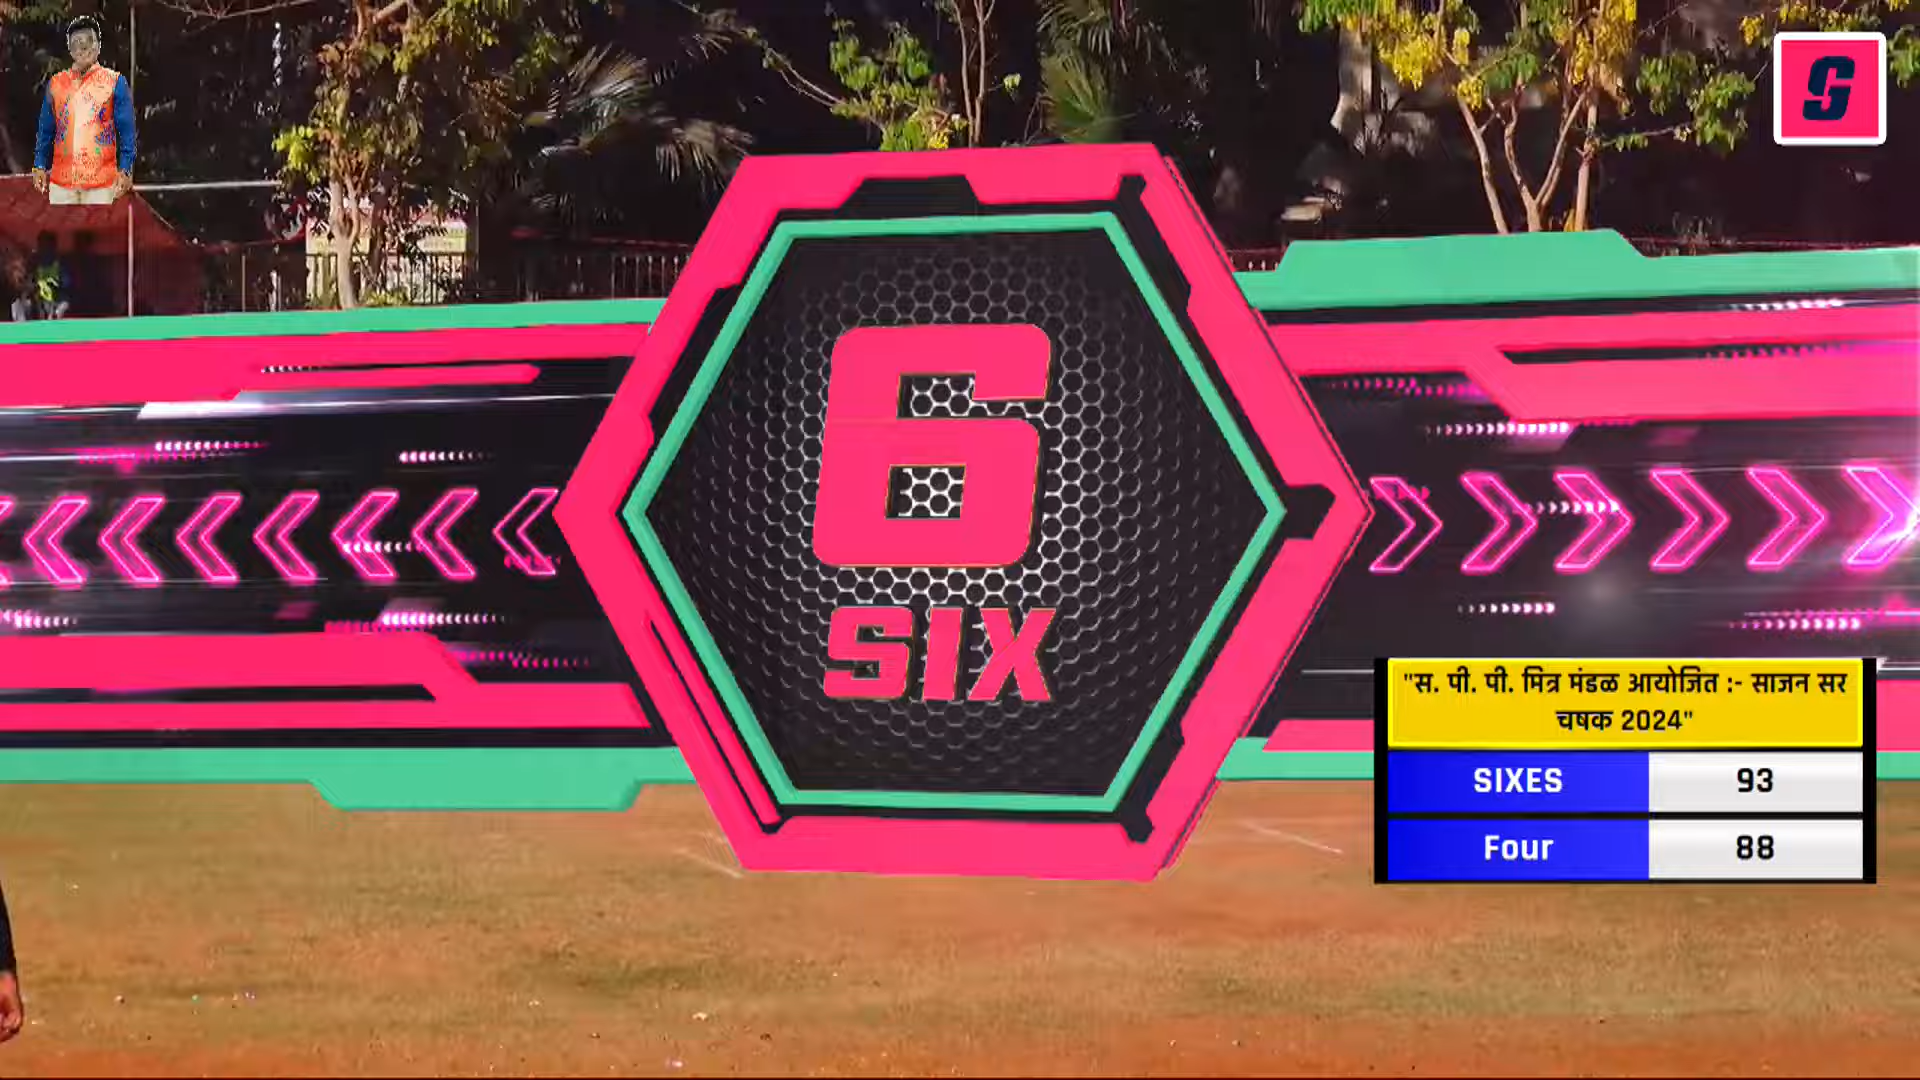 G
6
SIX
"स. पी. पी. मित्र मंडळ आयोजित :- साजन सर
चषक 2024"
SIXES 93
Four 88